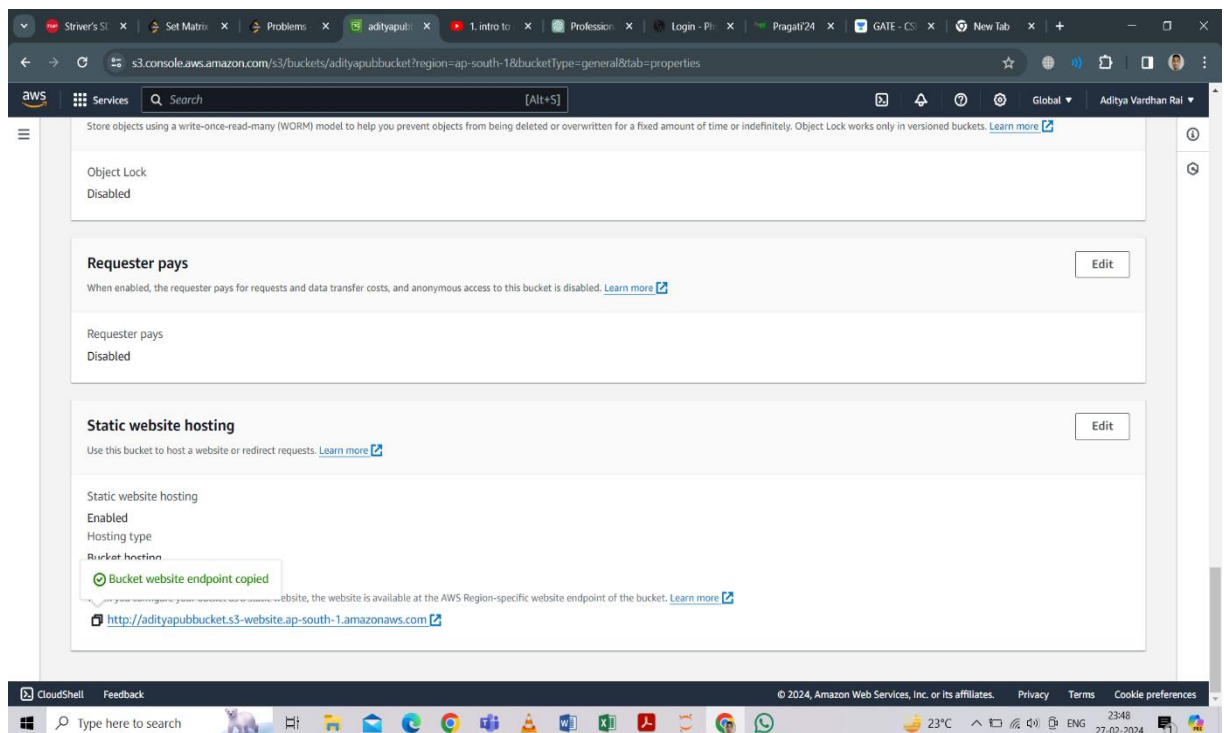 Striver's S
Set Matrix
Problems -
adityapub
1. intro to
Profession
Login - Ph
Pragati'24
GATE - CS
New Tab
s3.console.aws.amazon.com/s3/buckets/adityapubbucket?region=ap-south-1&bucketType=general&tab=properties
aws
Services
Search
[Alt+S]
Global
Aditya Vardhan Rai
Store objects using a write-once-read-many (WORM) model to help you prevent objects from being deleted or overwritten for a fixed amount of time or indefinitely. Object Lock works only in versioned buckets. Learn more
Object Lock
Disabled
Requester pays
Edit
When enabled, the requester pays for requests and data transfer costs, and anonymous access to this bucket is disabled. Learn more
Requester pays
Disabled
Static website hosting
Edit
Use this bucket to host a website or redirect requests. Learn more
Static website hosting
Enabled
Hosting type
Bucket hosting
Bucket website endpoint copied
you configure your bucket as a static website, the website is available at the AWS Region-specific website endpoint of the bucket. Learn more
http://adityapubbucket.s3-website.ap-south-1.amazonaws.com
CloudShell Feedback
© 2024, Amazon Web Services, Inc. or its affiliates. Privacy Terms Cookie preferences
Type here to search
23°C
ENG
23:48
27-02-2024